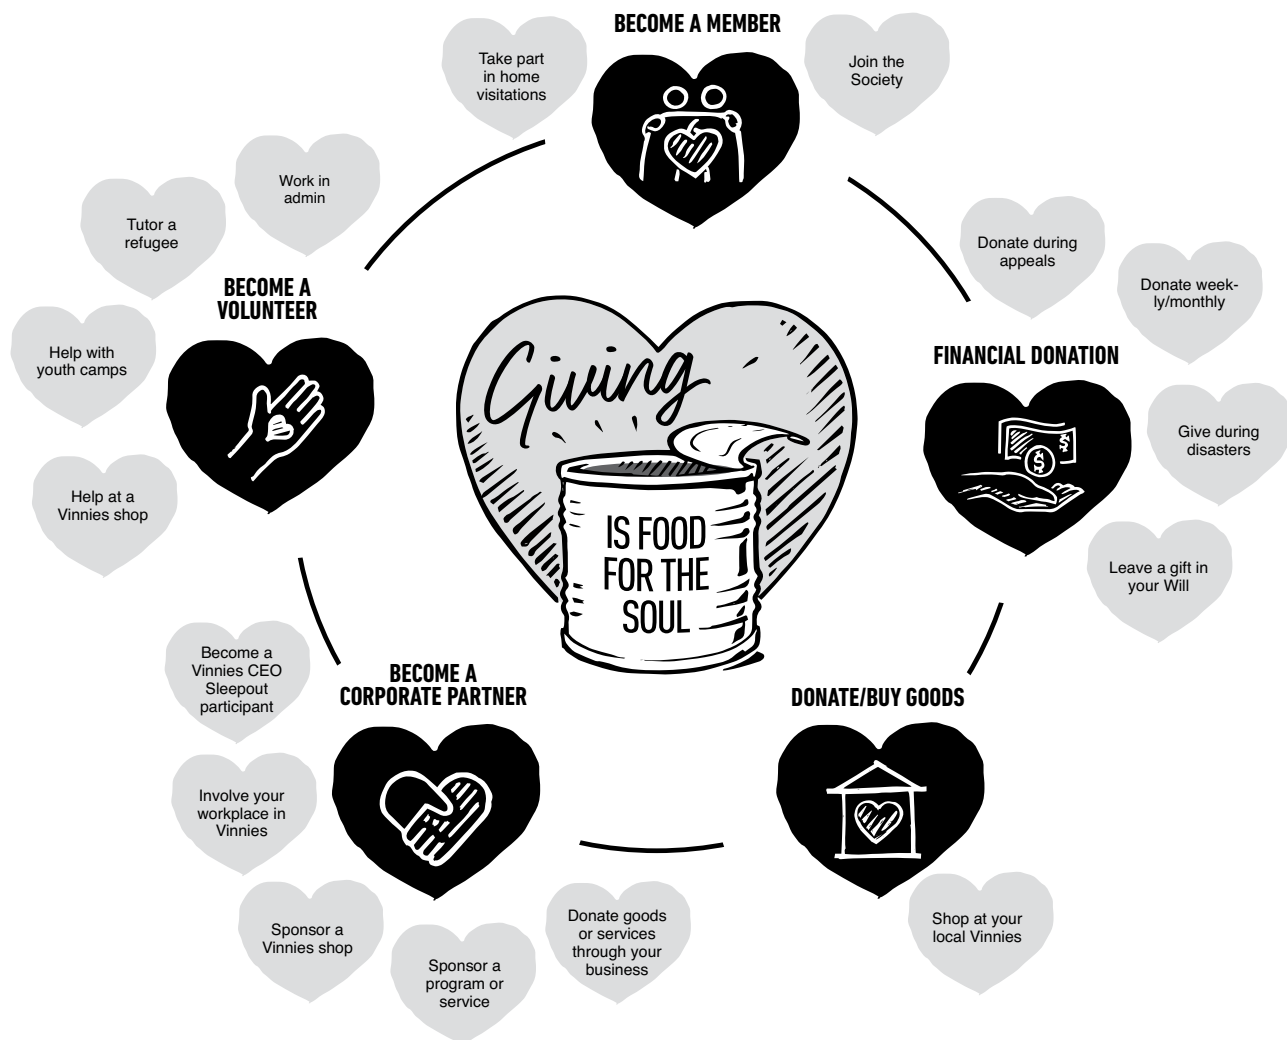 BECOME A MEMBER
Take part
in home
visitations
Join the
Society
Work in
admin
Tutor a
refugee
BECOME A
VOLUNTEER
Help with
youth camps
Help at a
Vinnies shop
Donate during
appeals
Donate week-
ly/monthly
FINANCIAL DONATION
Give during
disasters
Leave a gift in
your Will
Giving
IS FOOD
FOR THE
SOUL
Become a
Vinnies CEO
Sleepout
participant
BECOME A
CORPORATE PARTNER
Involve your
workplace in
Vinnies
Sponsor a
Vinnies shop
Sponsor a
program or
service
Donate goods
or services
through your
business
DONATE/BUY GOODS
$
$
$
Shop at your
local Vinnies